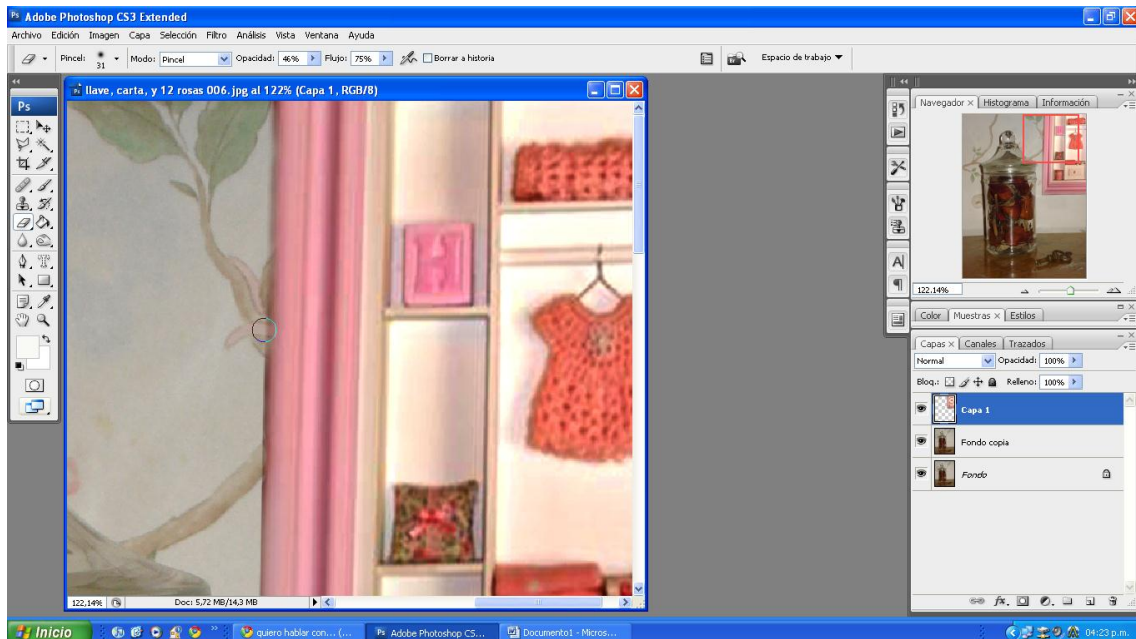 Ps Adobe Photoshop CS3 Extended
Archivo Edición Imagen Capa Selección Filtro Análisis Vista Ventana Ayuda
Pincel: 31 Modo: Pincel Opacidad: 46% Flujo: 75% Borrar a historia Espacio de trabajo
llave, carta, y 12 rosas 006.jpg al 122% (Capa 1, RGB/8)
Ps
H
Navegador Histograma Información
122.14%
Color Muestras Estilos
Capas Canales Trazados
Normal Opacidad: 100%
Bloq.: Relleno: 100%
Capa 1
Fondo copia
Fondo
122,14% Doc: 5,72 MB/14,3 MB
Inicio quiero hablar con... (... Ps Adobe Photoshop CS... Documento1 - Micros... 04:23 p.m.